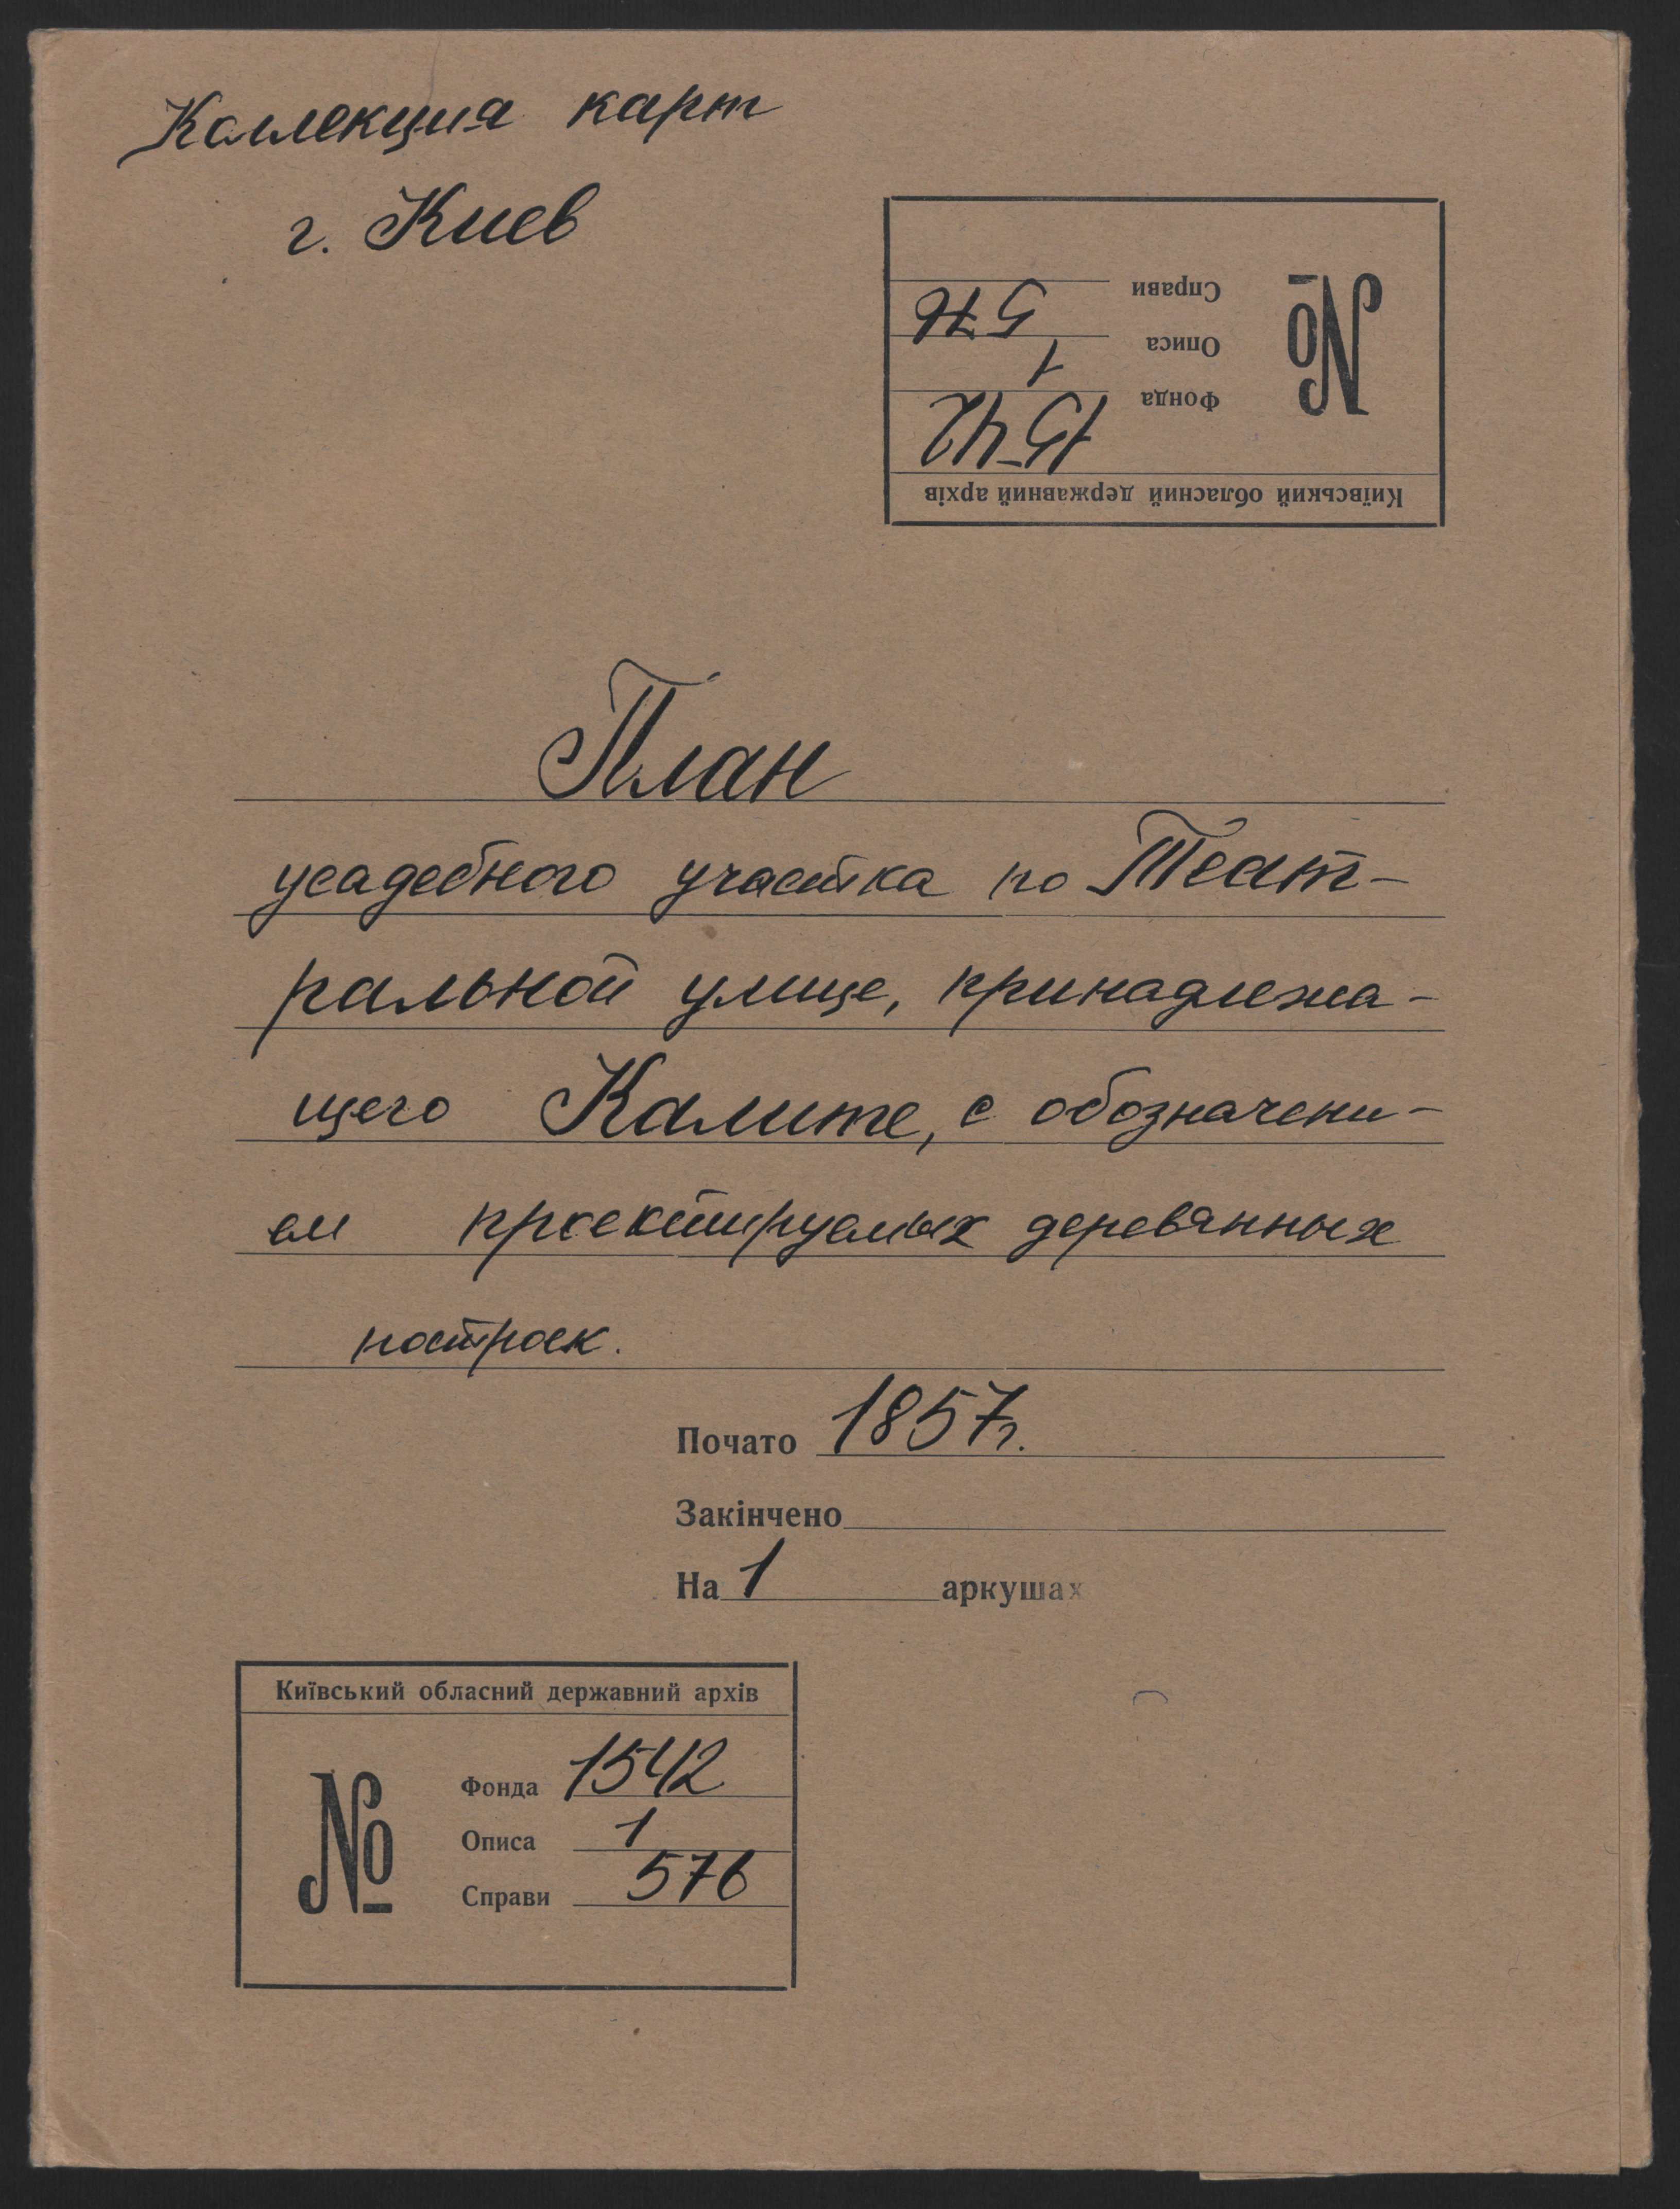 Коллекция карт
г. Киев
Київський обласний державний архів
№
Фонда 1542
Описа 1
Справи 576
План
усадебного участка по Теат-
ральной улице, принадлежа-
щего Калите, с обозначени-
ем проектируемых деревянных
построек.
Почато 1857г.
Закінчено
На 1 аркушах
Київський обласний державний архів
№
Фонда 1542
Описа 1
Справи 576